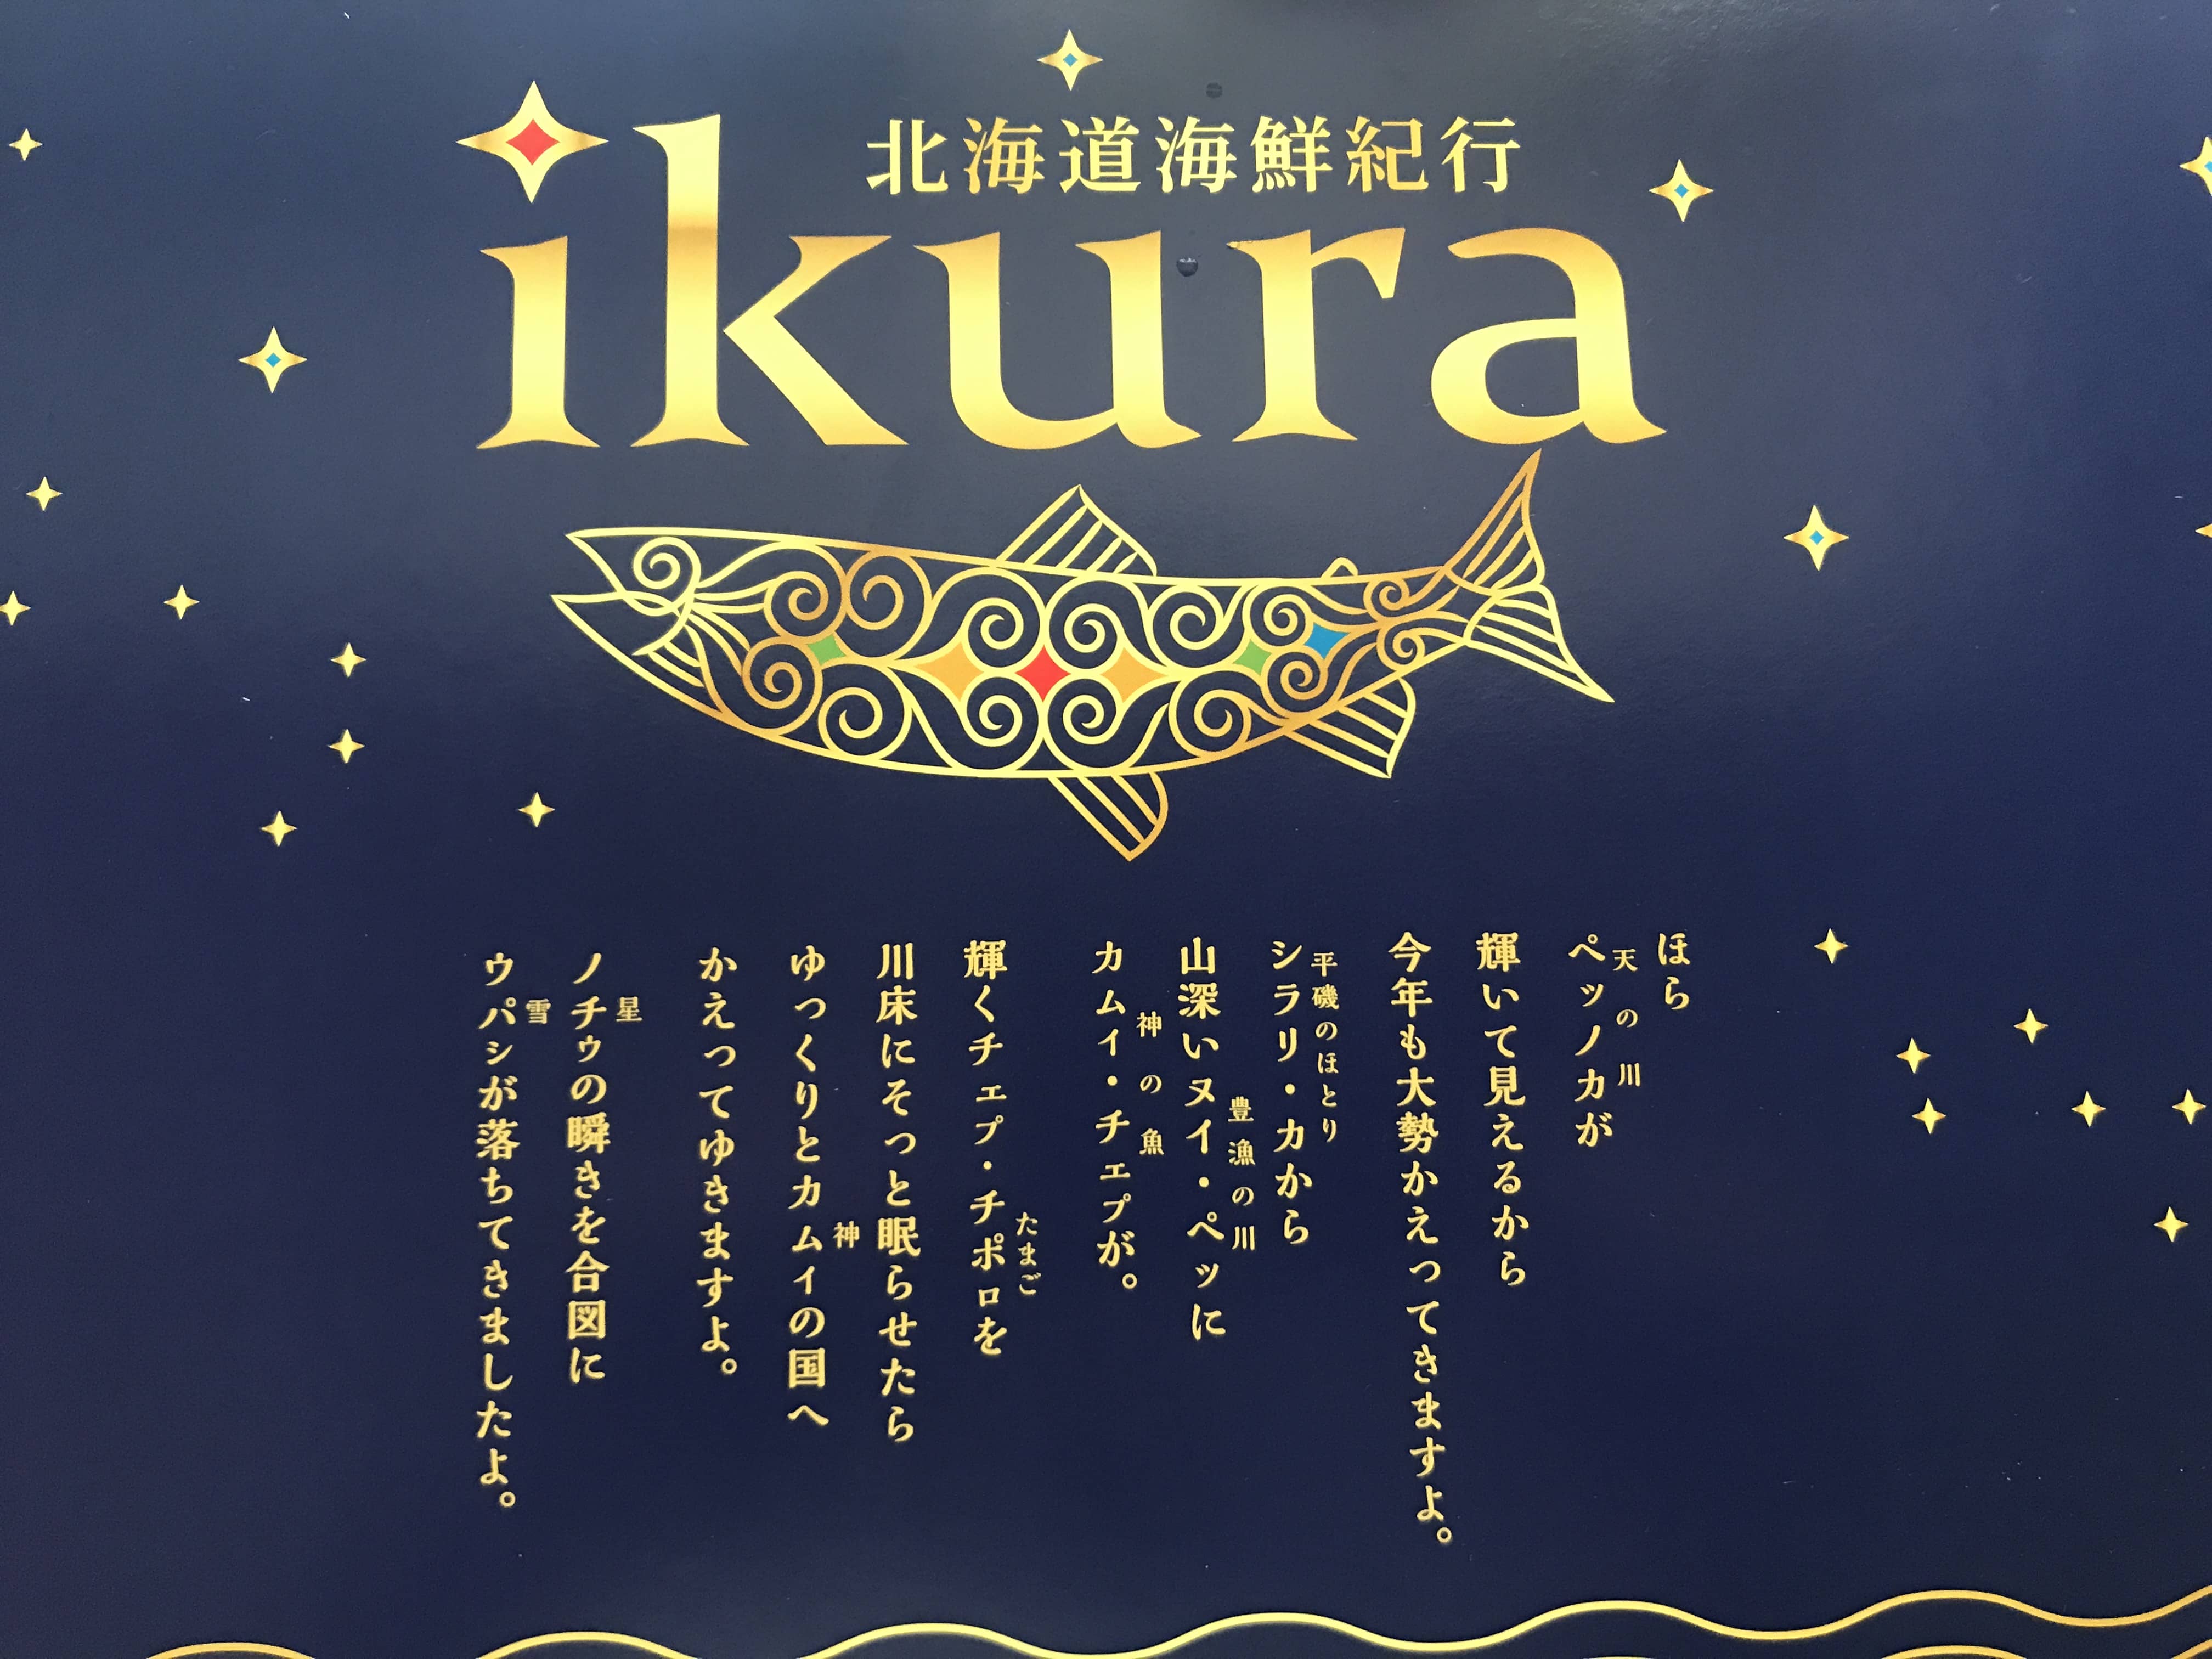 北海道海鮮紀行
ikura
ほら
天の川
ペッノカが
輝いて見えるから
今年も大勢かえってきますよ。
平磯のほとり
シラリ・カから
豊漁の川
山深いヌイ・ペッに
神の魚
カムイ・チェプが。
たまご
輝くチェプ・チポロを
川床にそっと眠らせたら
神
ゆっくりとカムイの国へ
かえってゆきますよ。
星
ノチゥの瞬きを合図に
雪
ウパシが落ちてきましたよ。